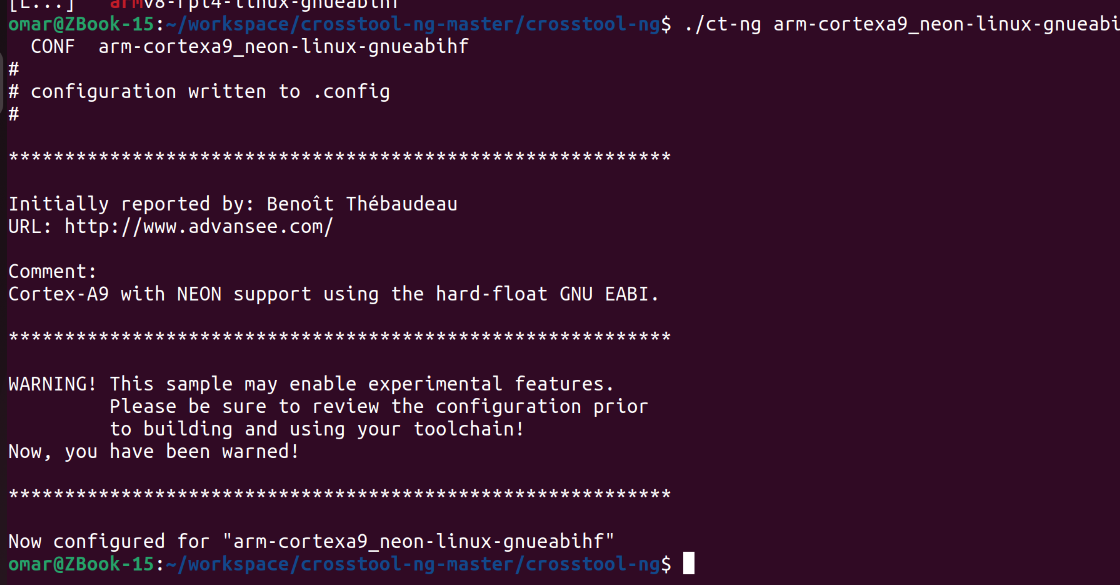 [L...] armv8-rpi4-linux-gnueabihf
omar@ZBook-15:~/workspace/crosstool-ng-master/crosstool-ng$ ./ct-ng arm-cortexa9_neon-linux-gnueabi
CONF arm-cortexa9_neon-linux-gnueabihf
#
# configuration written to .config
#
***********************************************************
Initially reported by: Benoît Thébaudeau
URL: http://www.advansee.com/
Comment:
Cortex-A9 with NEON support using the hard-float GNU EABI.
***********************************************************
WARNING! This sample may enable experimental features.
Please be sure to review the configuration prior
to building and using your toolchain!
Now, you have been warned!
***********************************************************
Now configured for "arm-cortexa9_neon-linux-gnueabihf"
omar@ZBook-15:~/workspace/crosstool-ng-master/crosstool-ng$